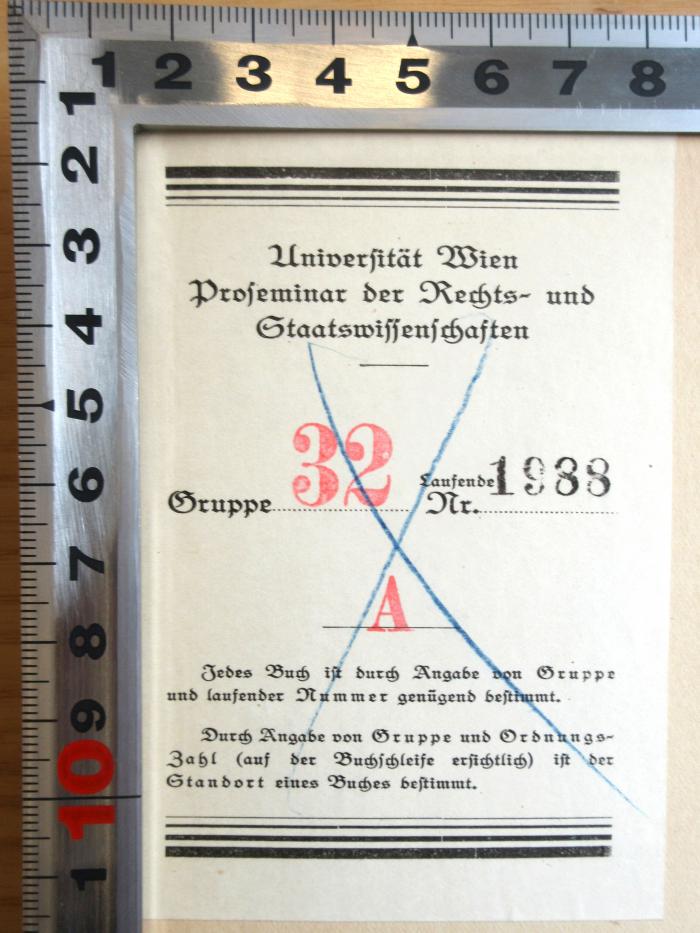 1 2 3 4 5 6 7 8
1
2
3
4
5
6
7
8
9
10
1
Universität Wien
Proseminar der Rechts- und
Staatswissenschaften
Gruppe 32 Laufende Nr. 1988
A
Jedes Buch ist durch Angabe von Gruppe
und laufender Nummer genügend bestimmt.
Durch Angabe von Gruppe und Ordnungs-
Zahl (auf der Buchschleife ersichtlich) ist der
Standort eines Buches bestimmt.